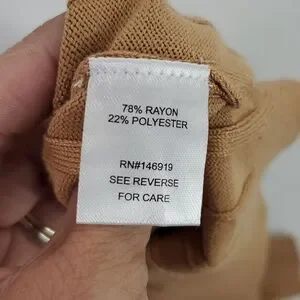 78% RAYON
22% POLYESTER
RN#146919
SEE REVERSE
FOR CARE